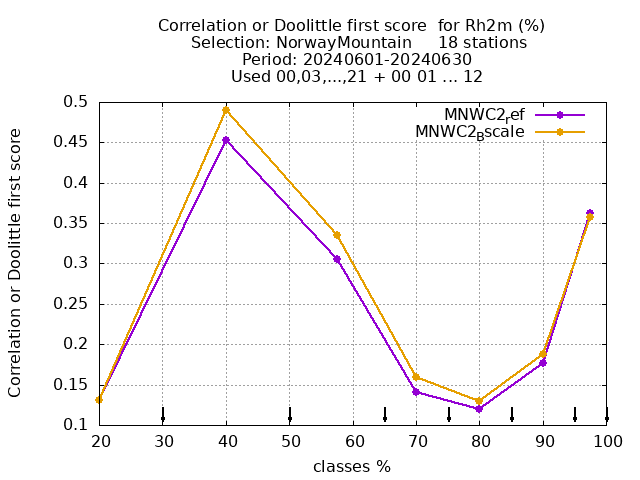 Correlation or Doolittle first score  for Rh2m (%)
Selection: NorwayMountain     18 stations
Period: 20240601-20240630
Used 00,03,...,21 + 00 01 ... 12
MNWC2_ref
MNWC2_Bscale
Correlation or Doolittle first score
0.5
0.45
0.4
0.35
0.3
0.25
0.2
0.15
0.1
20 30 40 50 60 70 80 90 100
classes %